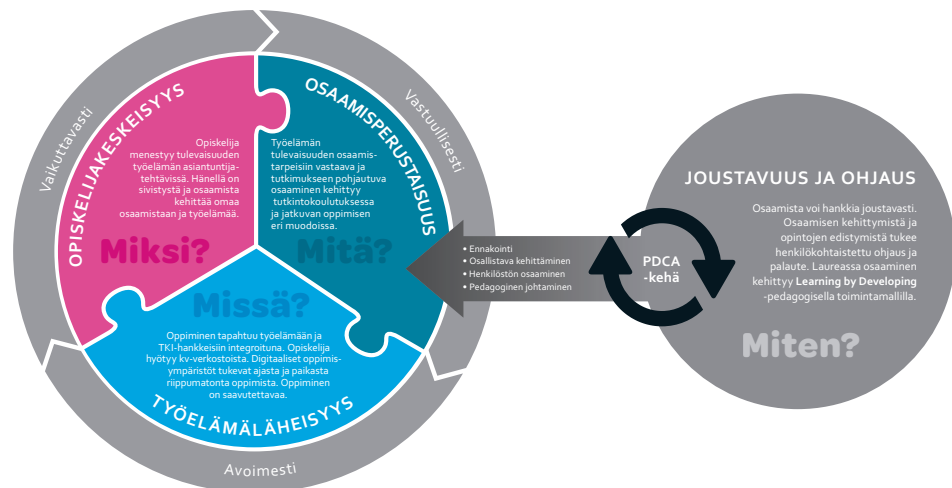 Vaikuttavasti
Vastuullisesti
OPISKELIJAKESKEISYYS
Opiskelija
menestyy tulevaisuuden
työelämän asiantuntija-
tehtävissä. Hänellä on
sivistystä ja osaamista
kehittää omaa
osaamistaan ja työelämää.
Miksi?
OSAAMISPERUSTAISUUS
Työelämän
tulevaisuuden osaamis-
tarpeisiin vastaava ja
tutkimukseen pohjautuva
osaaminen kehittyy
tutkintokoulutuksessa
ja jatkuvan oppimisen
eri muodoissa.
Mitä?
Missä?
Oppiminen tapahtuu työelämään ja
TKI-hankkeisiin integroituna. Opiskelija
hyötyy kv-verkostoista. Digitaaliset oppimis-
ympäristöt tukevat ajasta ja paikasta
riippumatonta oppimista. Oppiminen
on saavutettavaa.
TYÖELÄMÄLÄHEISYYS
Avoimesti
• Ennakointi
• Osallistava kehittäminen
• Henkilöstön osaaminen
• Pedagoginen johtaminen
PDCA
-kehä
JOUSTAVUUS JA OHJAUS
Osaamista voi hankkia joustavasti.
Osaamisen kehittymistä ja
opintojen edistymistä tukee
henkilökohtaistettu ohjaus ja
palaute. Laureassa osaaminen
kehittyy Learning by Developing
-pedagogisella toimintamallilla.
Miten?